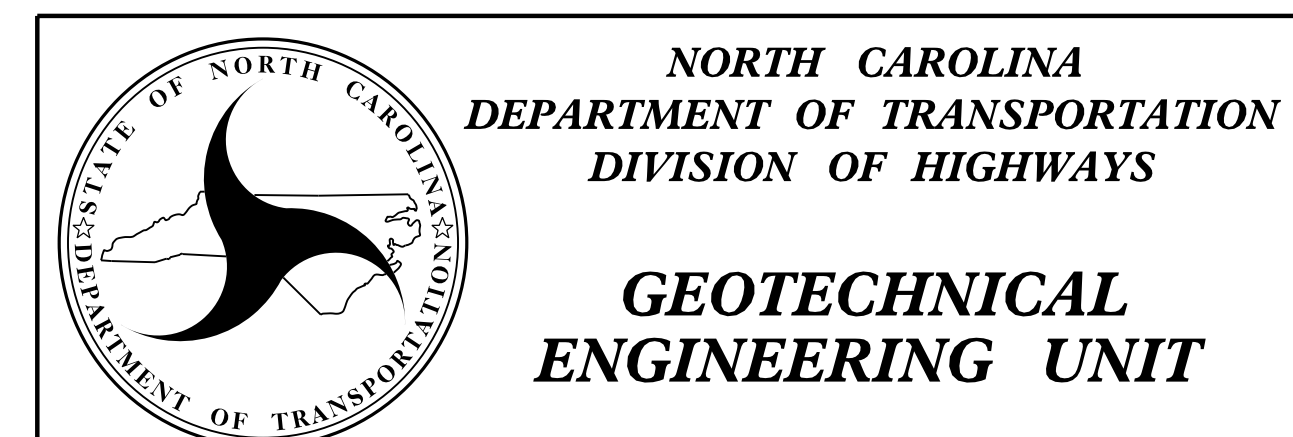 STATE OF NORTH CAROLINA
DEPARTMENT OF TRANSPORTATION
NORTH CAROLINA
DEPARTMENT OF TRANSPORTATION
DIVISION OF HIGHWAYS
GEOTECHNICAL
ENGINEERING UNIT